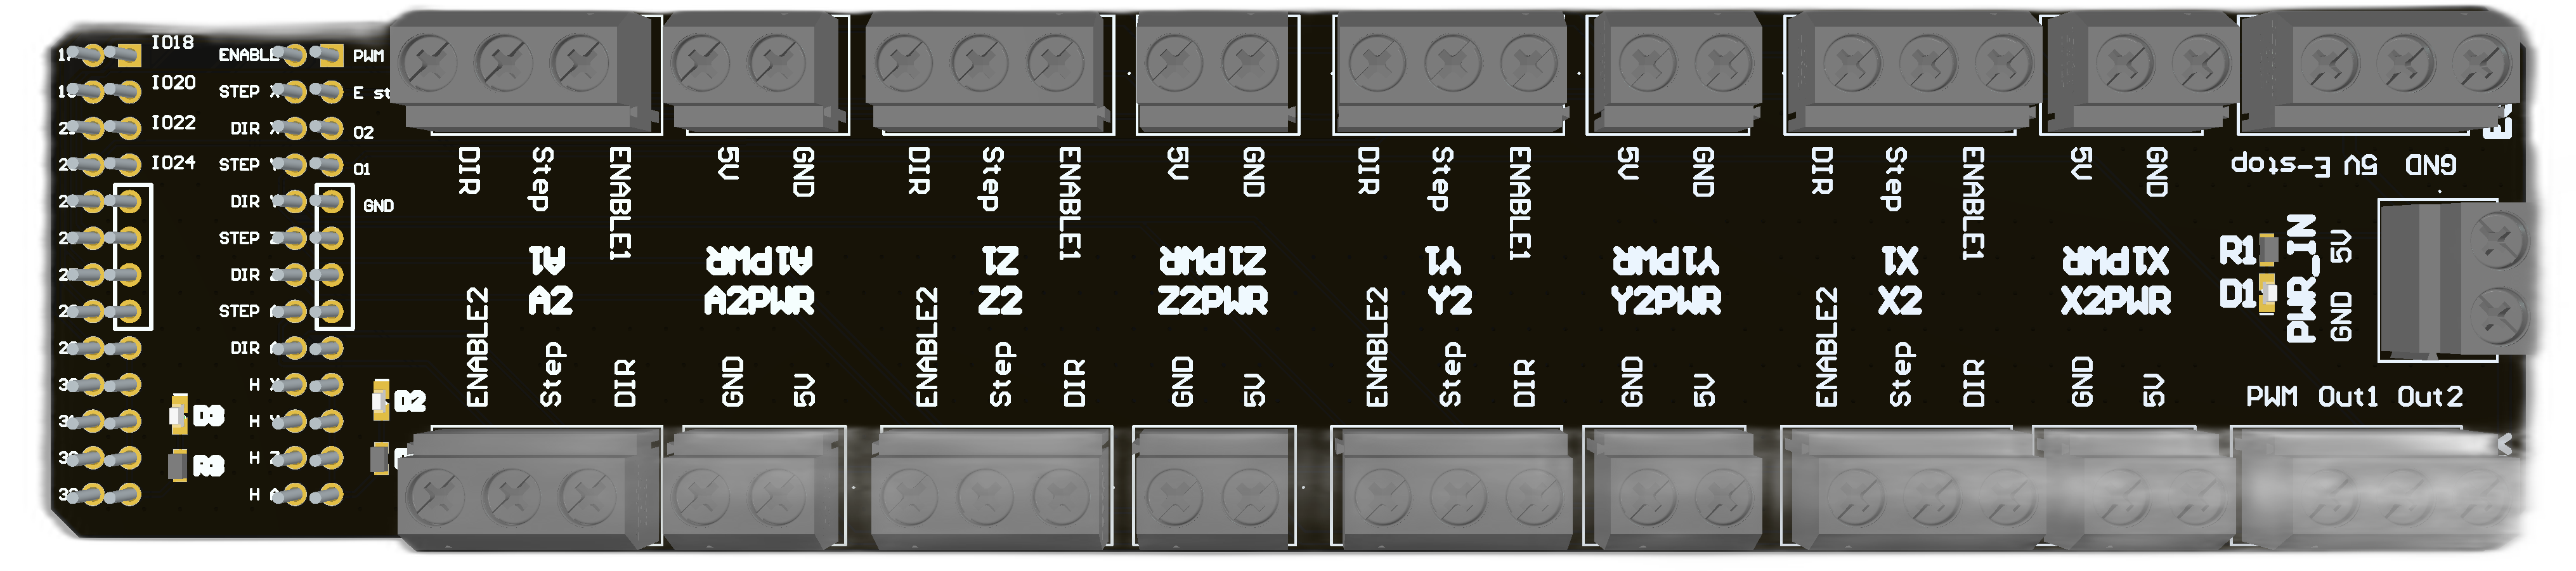 IO18
IO20
IO22
IO24
ENABLE
STEP
DIR
STEP
DIR
STEP
DIR
STEP
DIR
H
H
H
H
PWM
O2
O1
GND
D3
R3
D2
DIR Step ENABLE1
5V GND
DIR Step ENABLE1
5V GND
DIR Step ENABLE1
5V GND
DIR Step ENABLE1
5V GND
E-stop 5V GND
A1 A1PWR Z1 Z1PWR Y1 Y1PWR X1 X1PWR
A2 A2PWR Z2 Z2PWR Y2 Y2PWR X2 X2PWR
R1
D1
PWR_IN
5V
GND
ENABLE2 Step DIR
GND 5V
ENABLE2 Step DIR
GND 5V
ENABLE2 Step DIR
GND 5V
ENABLE2 Step DIR
GND 5V
PWM Out1 Out2